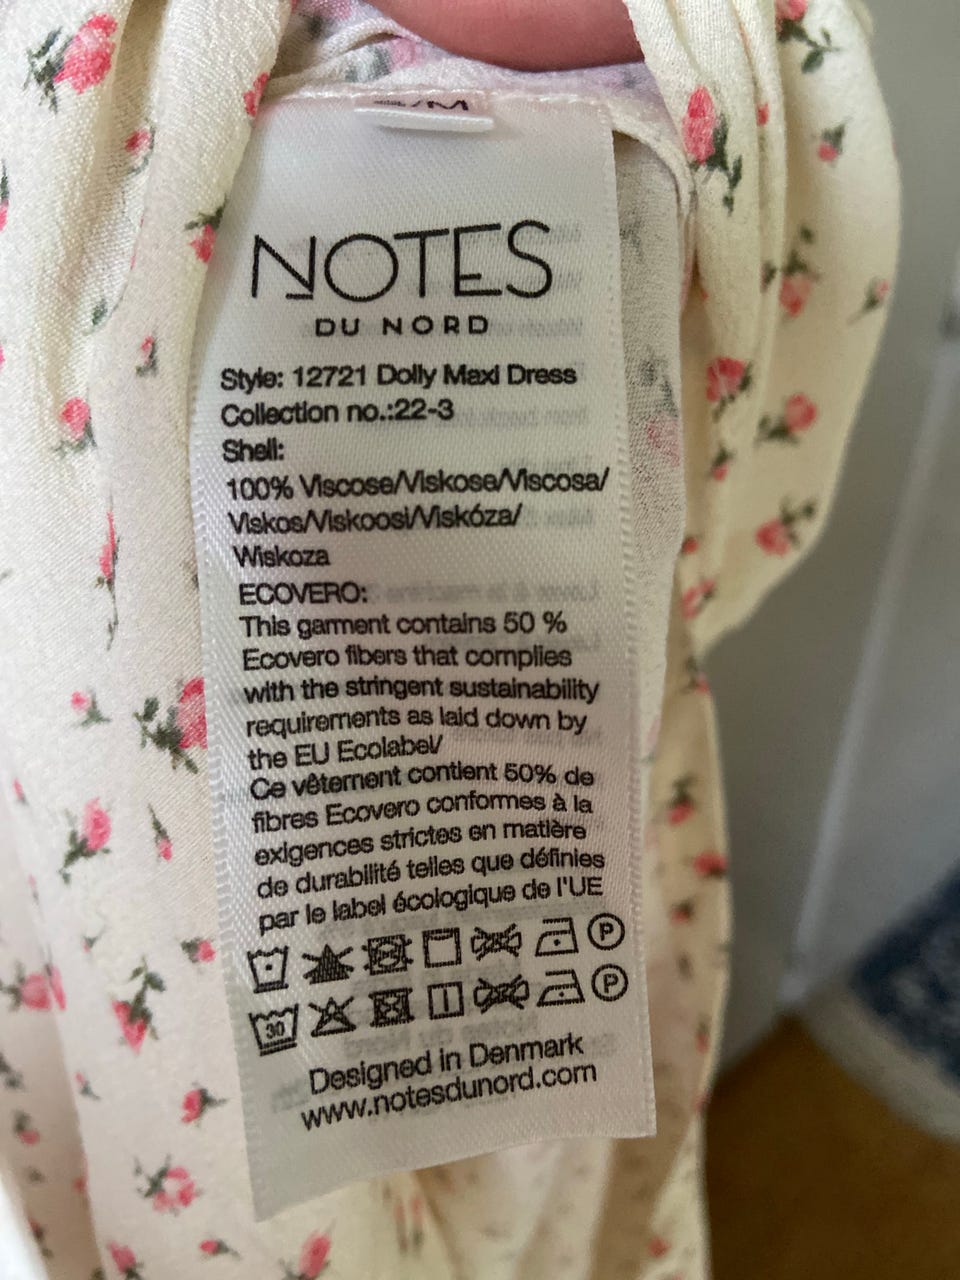 NOTES
DU NORD
Style: 12721 Dolly Maxi Dress
Collection no.:22-3
Shell:
100% Viscose/Viskose/Viscosa/
Viskos/Viskoosi/Viskóza/
Wiskoza
ECOVERO:
This garment contains 50 %
Ecovero fibers that complies
with the stringent sustainability
requirements as laid down by
the EU Ecolabel/
Ce vêtement contient 50% de
fibres Ecovero conformes à la
exigences strictes en matière
de durabilité telles que définies
par le label écologique de l'UE
P
30 P
Designed in Denmark
www.notesdunord.com